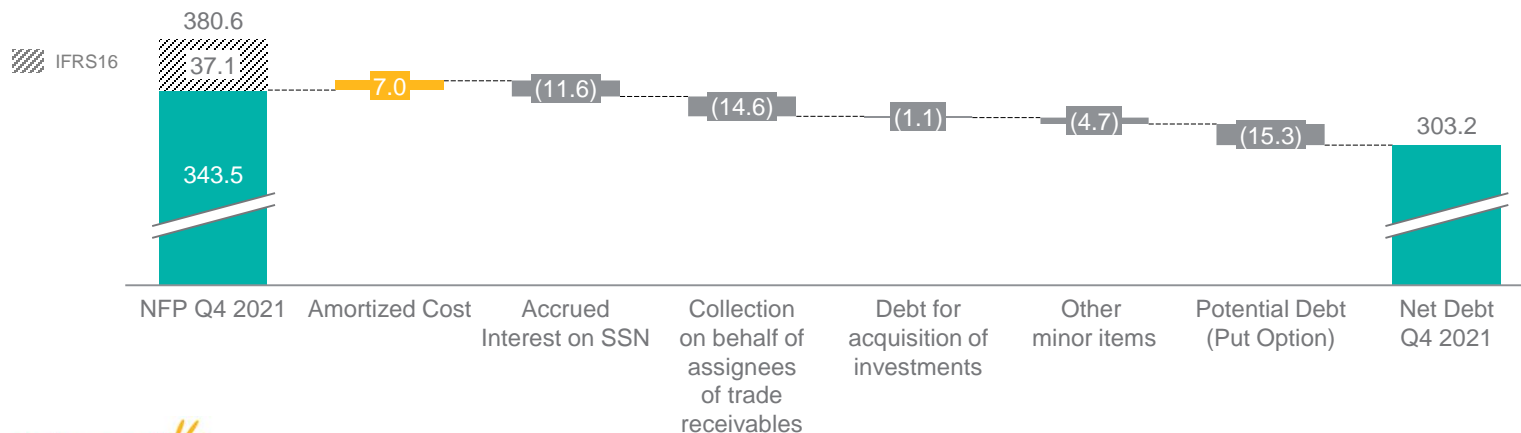 380.6
IFRS16
37.1
343.5
7.0
(11.6)
(14.6)
(1.1)
(4.7)
(15.3)
303.2
NFP Q4 2021
Amortized Cost
Accrued
Interest on SSN
Collection
on behalf of
assignees
of trade
receivables
Debt for
acquisition of
investments
Other
minor items
Potential Debt
(Put Option)
Net Debt
Q4 2021